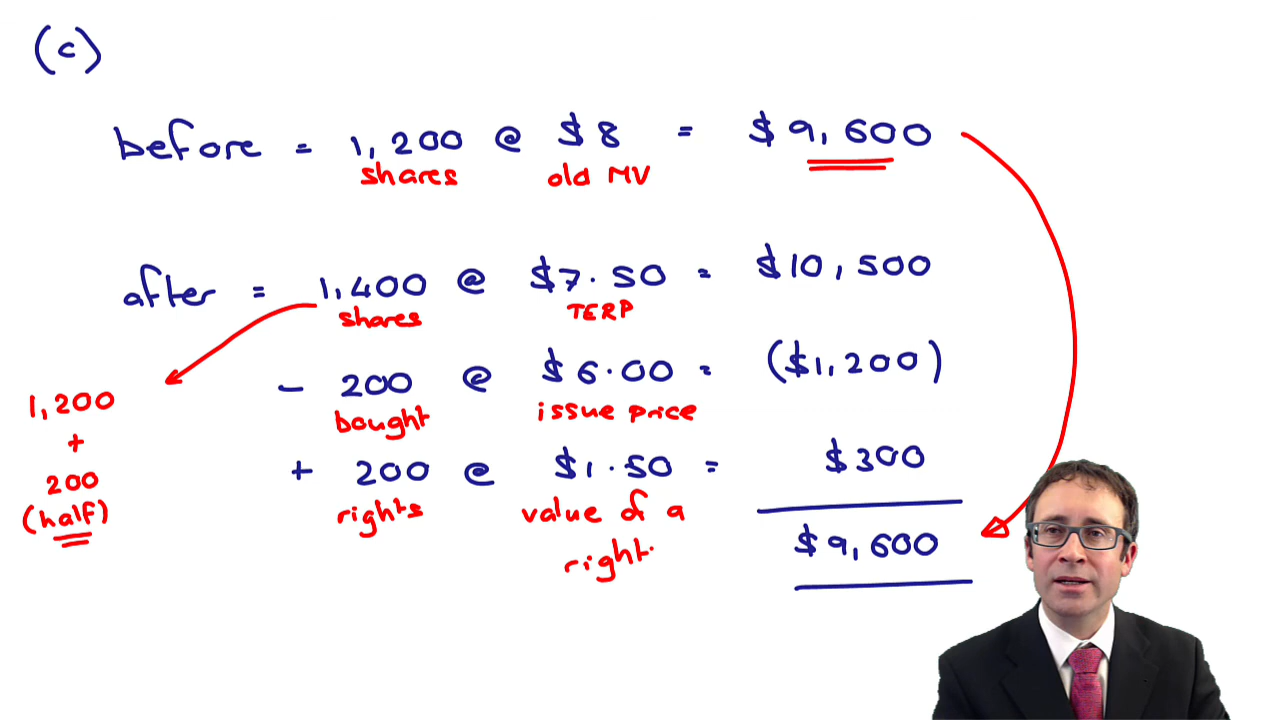 (c)
before = 1,200 @ $8 = $9,600
shares old MV
after = 1,400 @ $7.50 = $10,500
shares TERP
- 200 @ $6.00 = ($1,200)
bought issue price
1,200
+
200
(half)
+ 200 @ $1.50 = $300
rights value of a
right.
$9,600